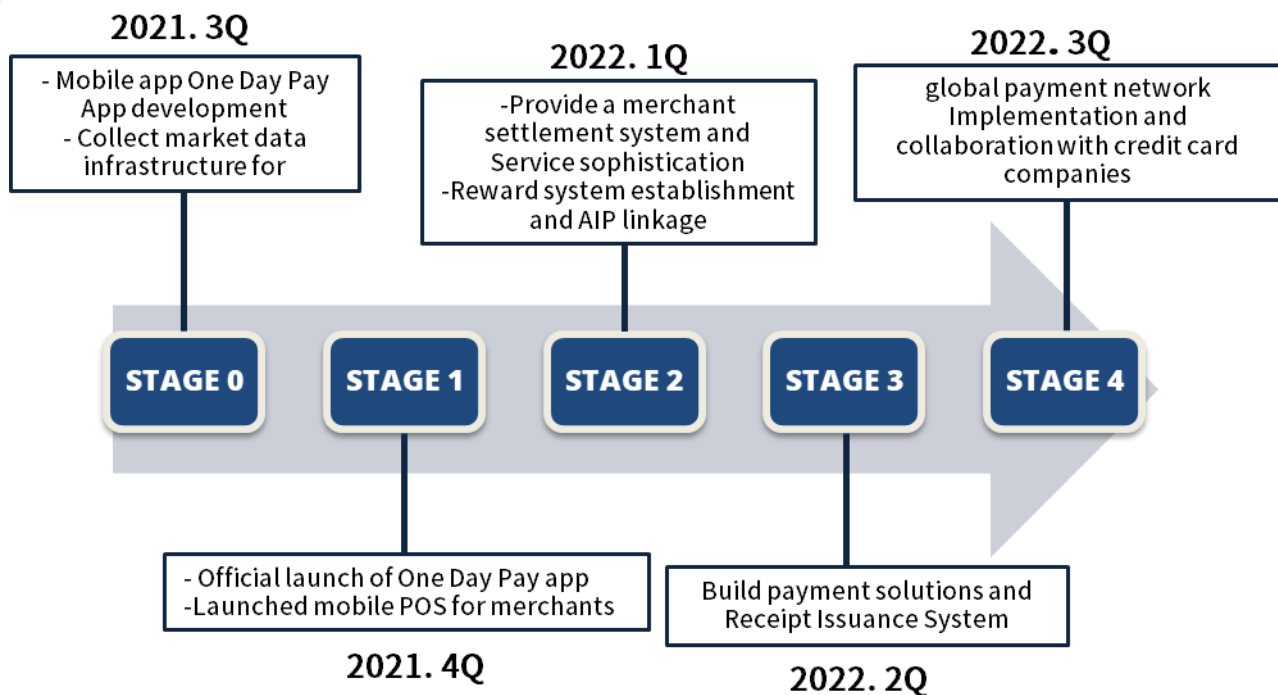 2021. 3Q
- Mobile app One Day Pay
App development
- Collect market data
infrastructure for
2022. 1Q
-Provide a merchant
settlement system and
Service sophistication
-Reward system establishment
and AIP linkage
2022. 3Q
global payment network
Implementation and
collaboration with credit card
companies
STAGE 0
STAGE 1
STAGE 2
STAGE 3
STAGE 4
- Official launch of One Day Pay app
-Launched mobile POS for merchants
2021. 4Q
Build payment solutions and
Receipt Issuance System
2022. 2Q